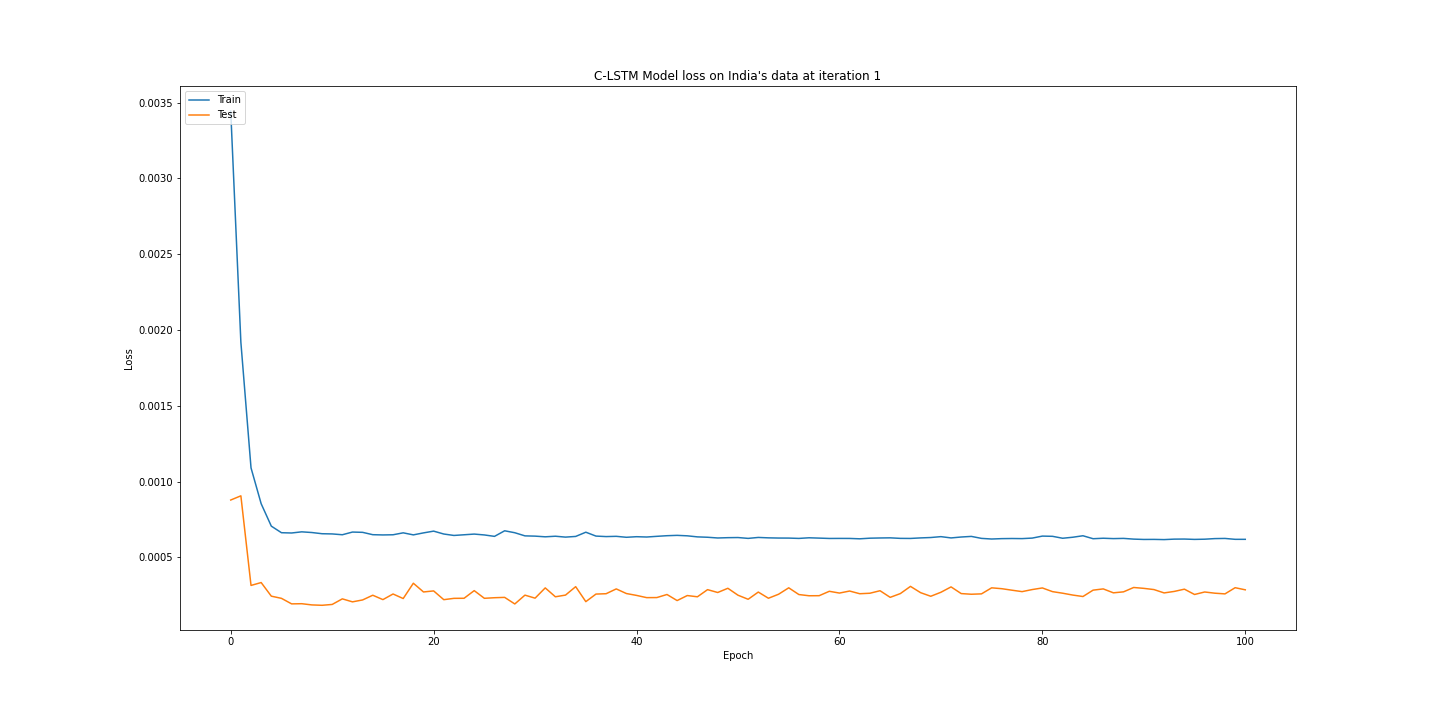 C-LSTM Model loss on India's data at iteration 1
Train
Test
0.0035
0.0030
0.0025
0.0020
0.0015
0.0010
0.0005
Loss
0 20 40 60 80 100
Epoch